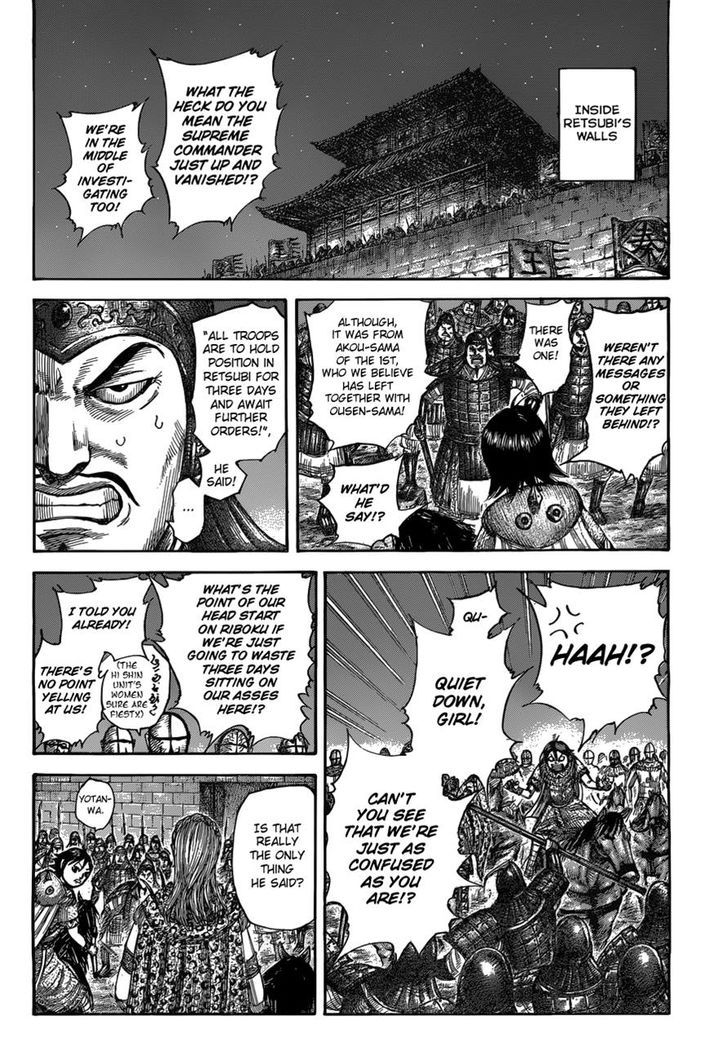 INSIDE
RETSUBI'S
WALLS
WHAT THE
HECK DO YOU
MEAN THE
SUPREME
COMMANDER
JUST UP AND
VANISHED!?
WE'RE
IN THE
MIDDLE
OF
INVESTI-
GATING
TOO!
王
秦
WEREN'T
THERE ANY
MESSAGES
OR
SOMETHING
THEY LEFT
BEHIND!?
THERE
WAS
ONE!
ALTHOUGH,
IT WAS FROM
AKOU-SAMA
OF THE 1ST,
WHO WE BELIEVE
HAS LEFT
TOGETHER WITH
OUSEN-SAMA!
WHAT'D
HE
SAY!?
"ALL TROOPS
ARE TO HOLD
POSITION IN
RETSUBI FOR
THREE DAYS
AND AWAIT
FURTHER
ORDERS!",
HE
SAID!
...
HAAH!?
QU-
QUIET
DOWN,
GIRL!
CAN'T
YOU SEE
THAT WE'RE
JUST AS
CONFUSED
AS YOU
ARE!?
WHAT'S THE
POINT OF OUR
HEAD START
ON RIBOKU
IF WE'RE JUST
GOING TO WASTE
THREE DAYS
SITTING ON
OUR ASSES
HERE!?
I TOLD YOU
ALREADY!
THERE'S
NO POINT
YELLING
AT US!
(THE
HI SHIN
UNIT'S
WOMEN
SURE ARE
FIESTY.)
IS THAT
REALLY
THE ONLY
THING
HE SAID?
YOTAN-
WA.